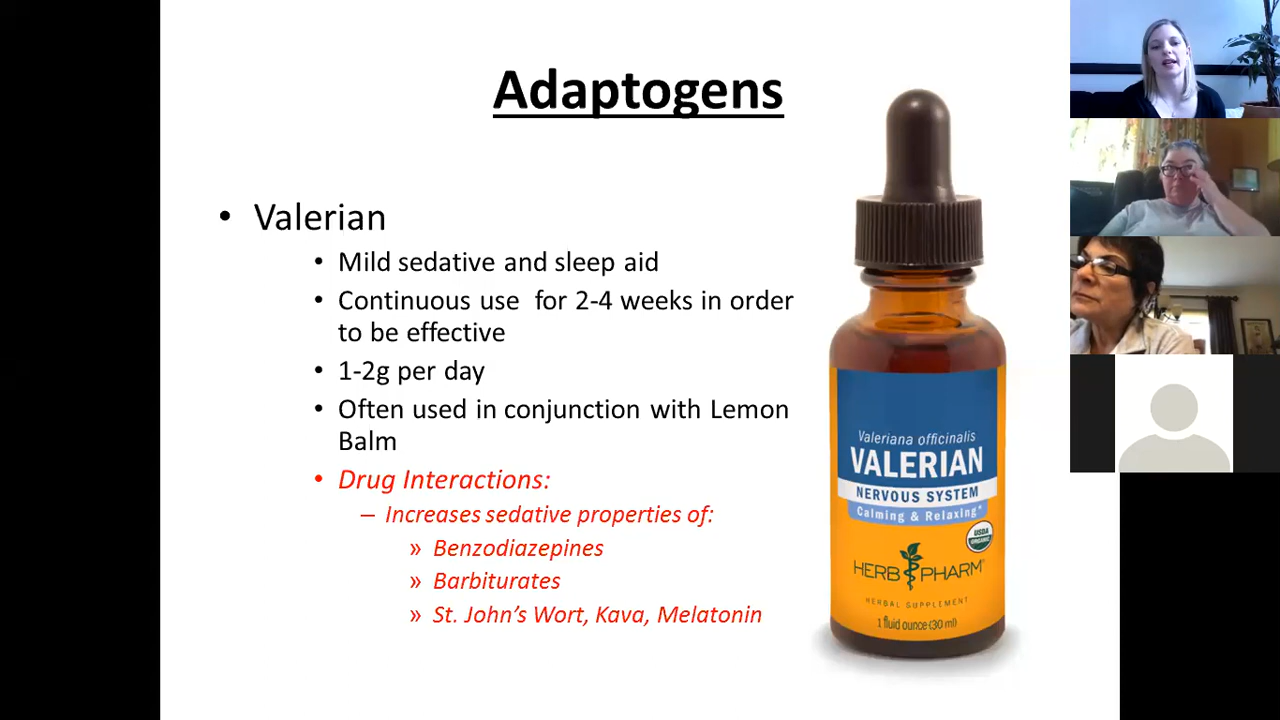 Adaptogens
• Valerian
• Mild sedative and sleep aid
• Continuous use for 2-4 weeks in order
to be effective
• 1-2g per day
• Often used in conjunction with Lemon
Balm
• Drug Interactions:
– Increases sedative properties of:
» Benzodiazepines
» Barbiturates
» St. John’s Wort, Kava, Melatonin
Valeriana officinalis
VALERIAN
NERVOUS SYSTEM
Calming & Relaxing*
USDA
ORGANIC
HERB PHARM®
HERBAL SUPPLEMENT
1 fluid ounce (30 ml)